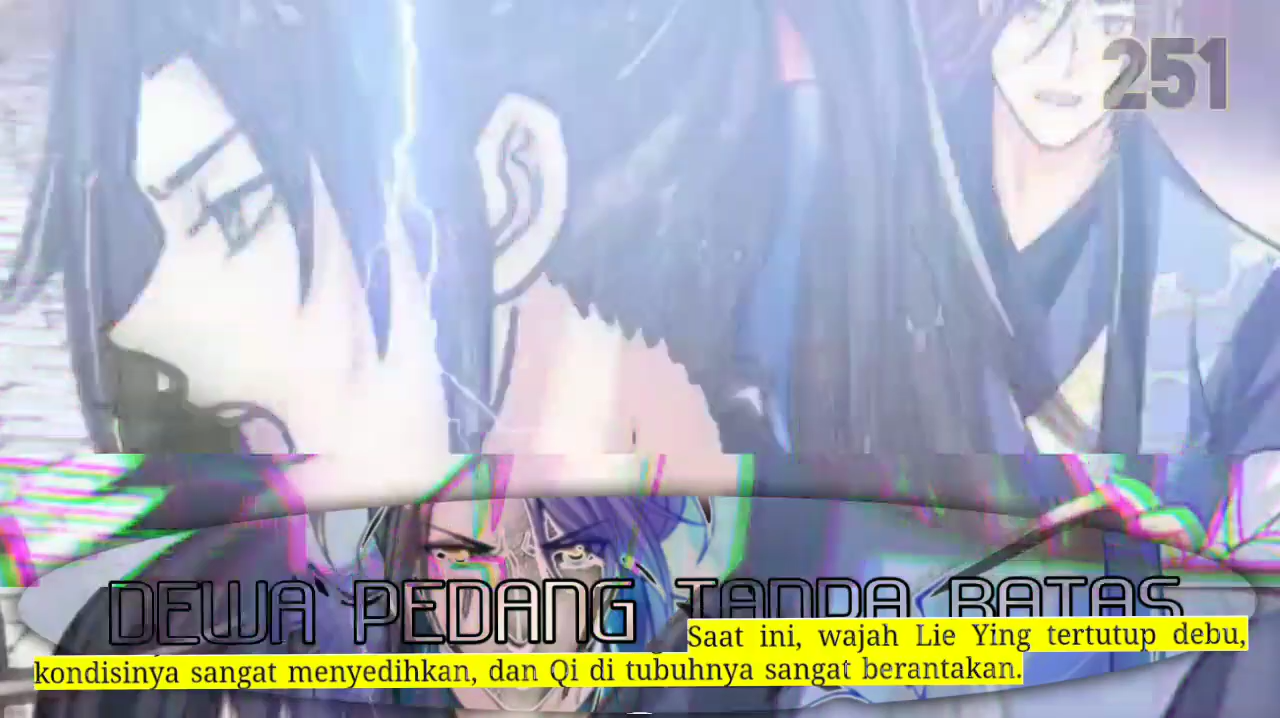 251
DEWA PEDANG TANPA BATAS
Saat ini, wajah Lie Ying tertutup debu,
kondisinya sangat menyedihkan, dan Qi di tubuhnya sangat berantakan.